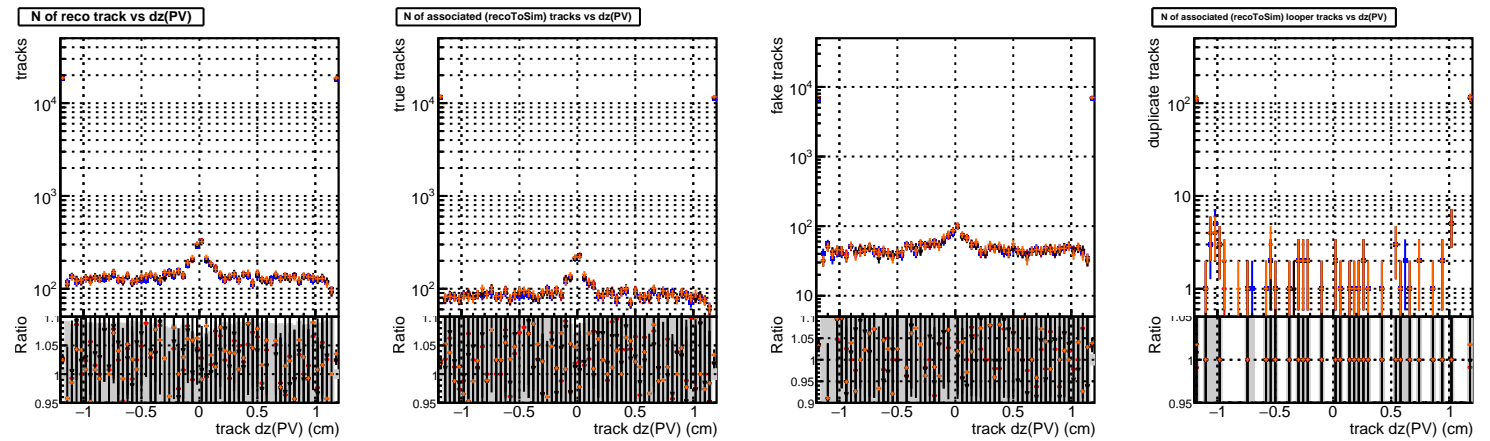 N of reco track vs dz(PV)
tracks
10^4
10^3
10^2
Ratio
1.1
1.05
1
0.95
−1 −0.5 0 0.5 1
track dz(PV) (cm)
N of associated (recoToSim) tracks vs dz(PV)
true tracks
10^4
10^3
10^2
Ratio
1.1
1.05
1
0.95
−1 −0.5 0 0.5 1
track dz(PV) (cm)
fake tracks
10^4
10^3
10^2
10
Ratio
1.1
1.05
1
0.95
0.9
−1 −0.5 0 0.5 1
track dz(PV) (cm)
N of associated (recoToSim) looper tracks vs dz(PV)
duplicate tracks
10^2
10
1
Ratio
1.05
1
0.95
−1 −0.5 0 0.5 1
track dz(PV) (cm)